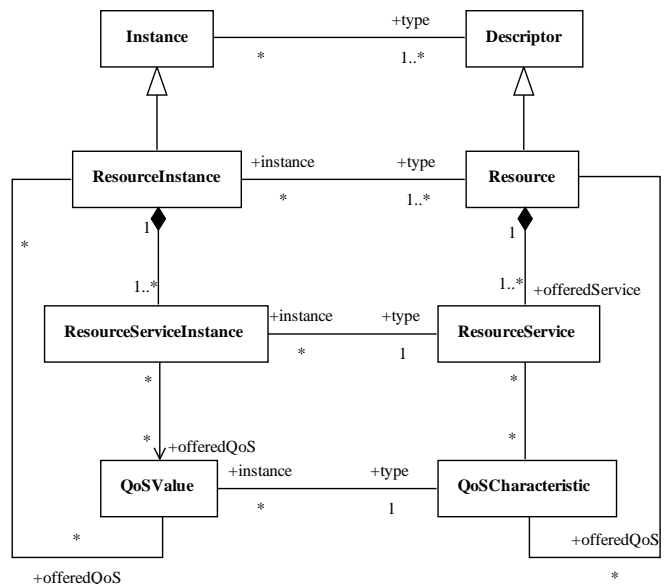 +type
Instance
Descriptor
*
1..*
+instance
+type
ResourceInstance
Resource
*
1..*
1
1
*
1..*
1..*
+offeredService
+instance
+type
ResourceServiceInstance
ResourceService
*
1
*
*
*
+offeredQoS
*
+instance
+type
QoSValue
QoSCharacteristic
*
1
*
+offeredQoS
+offeredQoS
*